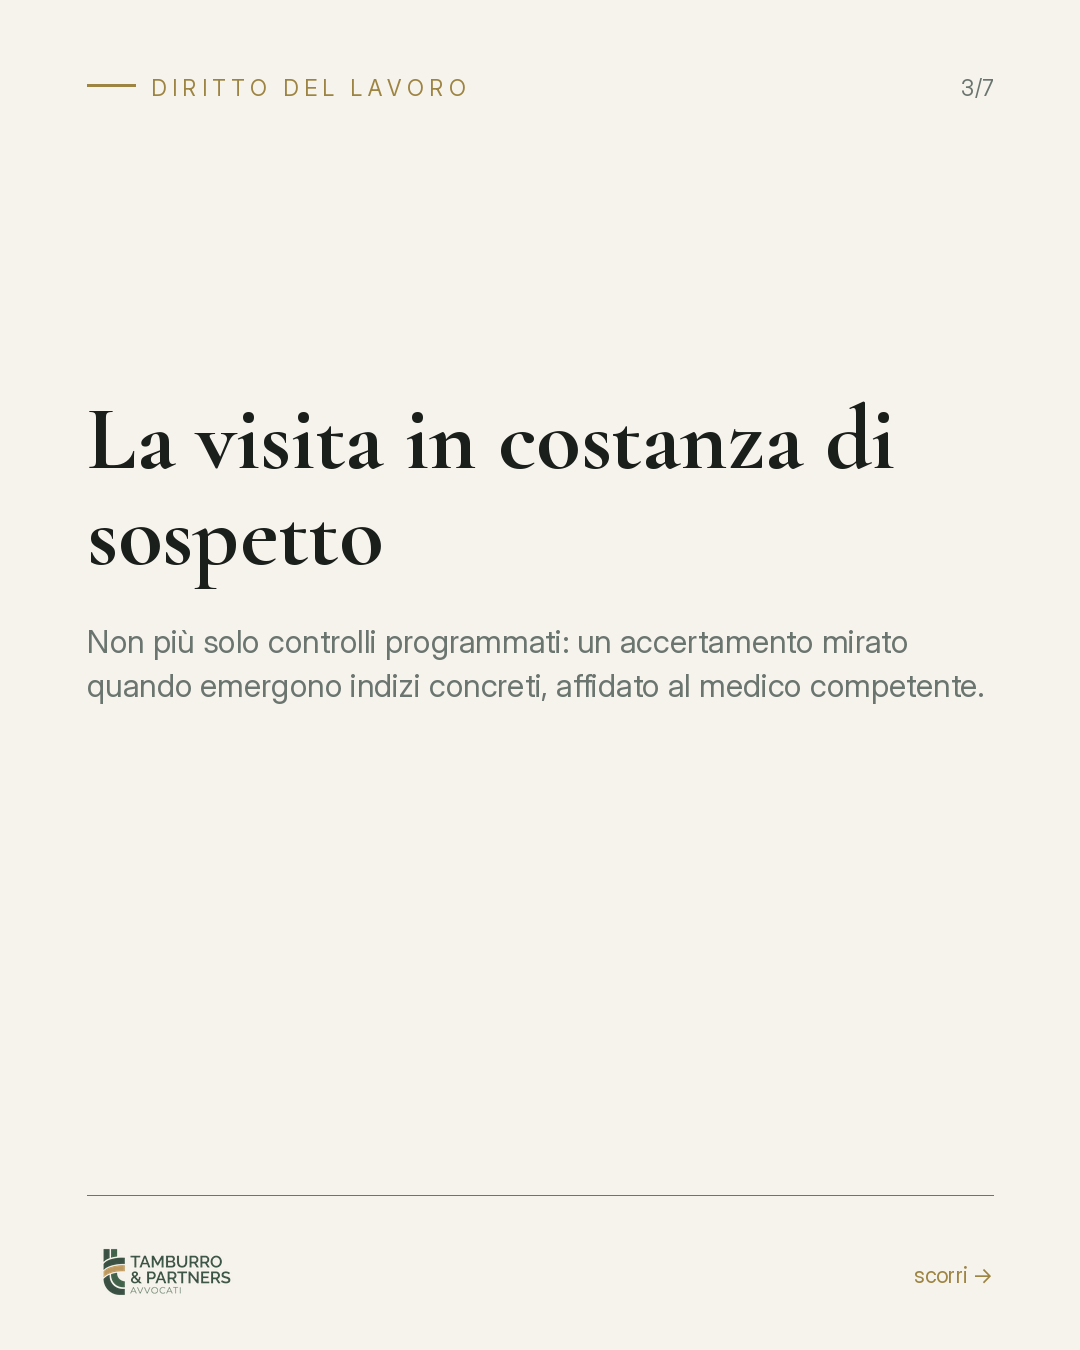 DIRITTO DEL LAVORO
3/7
La visita in costanza di
sospetto
Non più solo controlli programmati: un accertamento mirato
quando emergono indizi concreti, affidato al medico competente.
TAMBURRO
& PARTNERS
AVVOCATI
scorri →